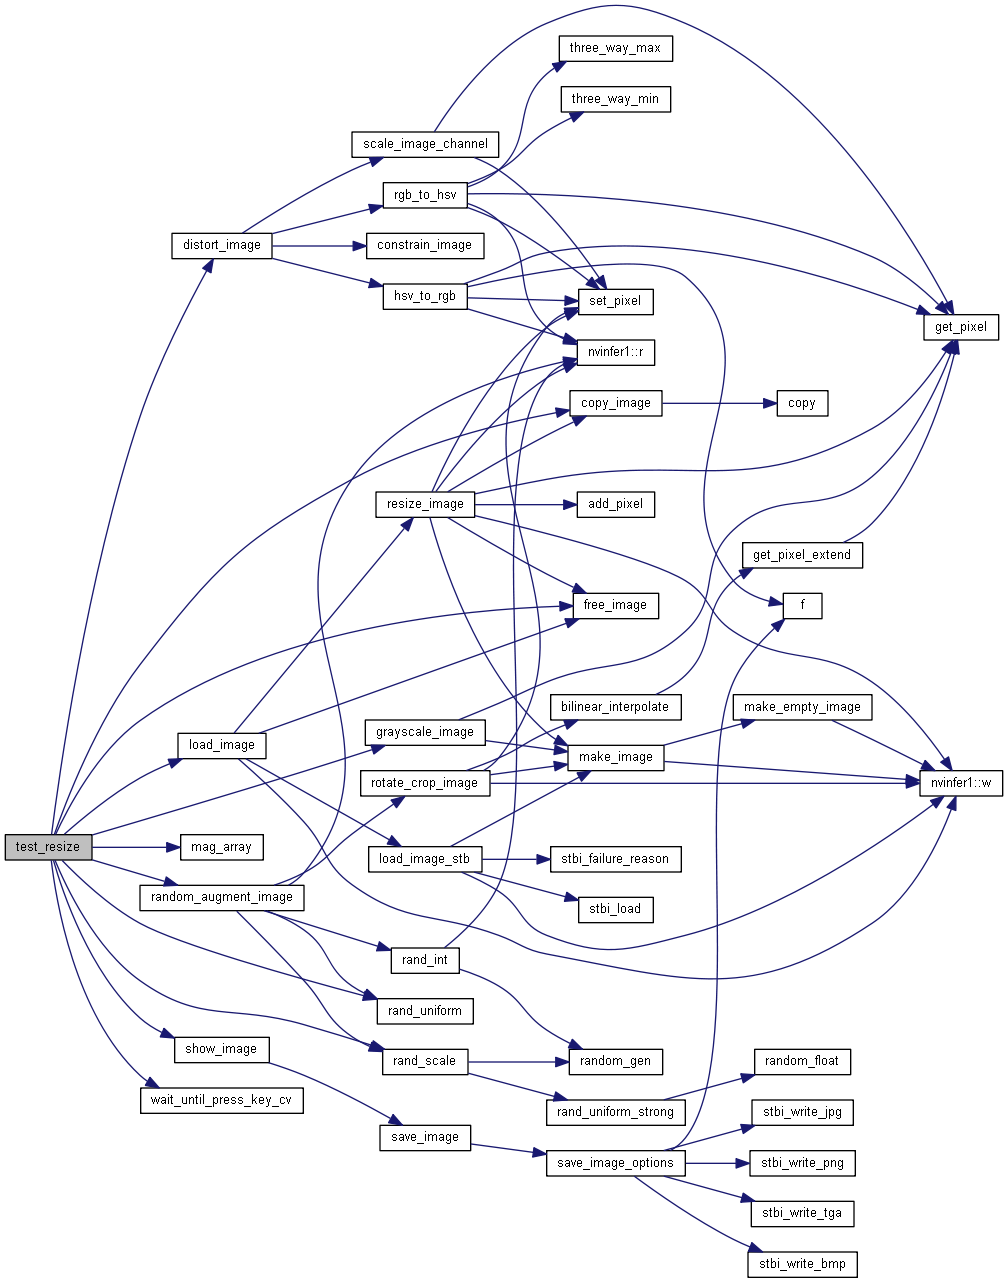 three_way_max
three_way_min
scale_image_channel
rgb_to_hsv
distort_image
constrain_image
hsv_to_rgb
set_pixel
get_pixel
nvinfer1::r
copy_image
copy
resize_image
add_pixel
get_pixel_extend
free_image
f
bilinear_interpolate
make_empty_image
grayscale_image
load_image
make_image
rotate_crop_image
nvinfer1::w
test_resize
mag_array
load_image_stb
stbi_failure_reason
random_augment_image
stbi_load
rand_int
rand_uniform
show_image
rand_scale
random_gen
random_float
wait_until_press_key_cv
rand_uniform_strong
stbi_write_jpg
save_image
save_image_options
stbi_write_png
stbi_write_tga
stbi_write_bmp